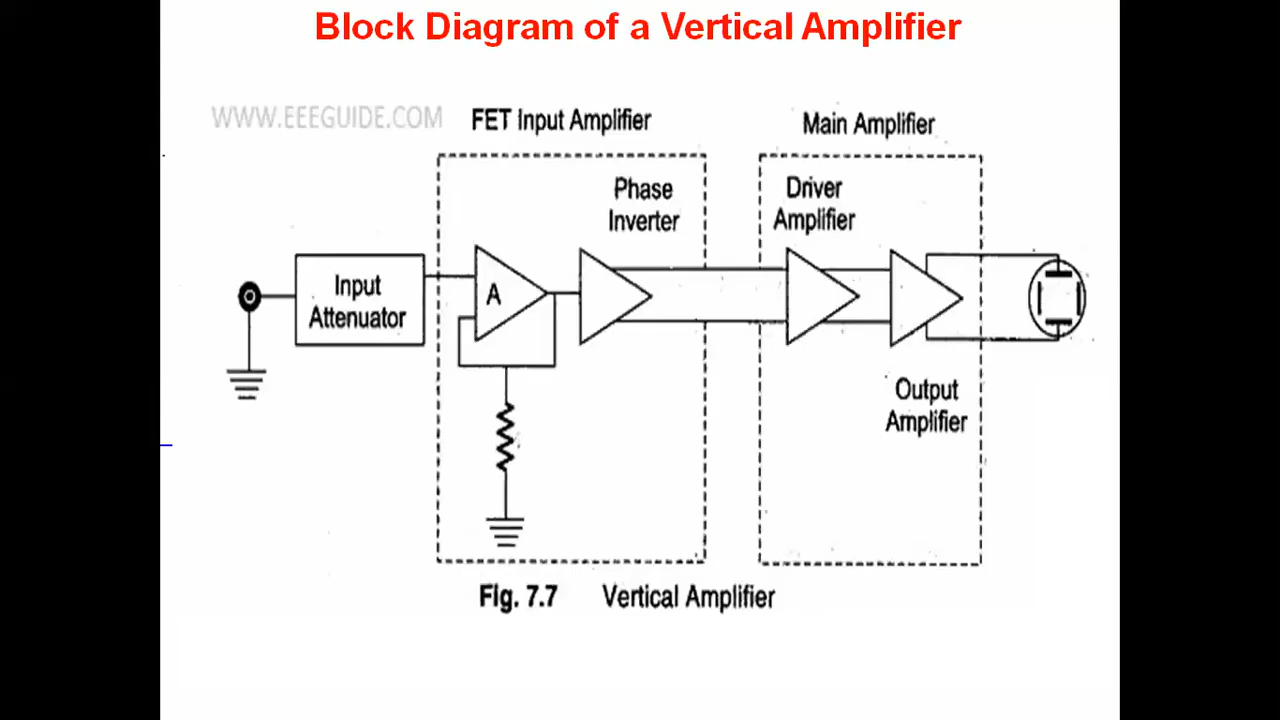 Block Diagram of a Vertical Amplifier
WWW.EEEGUIDE.COM
FET Input Amplifier
Main Amplifier
Phase
Inverter
Driver
Amplifier
Input
Attenuator
A
Output
Amplifier
Fig. 7.7 Vertical Amplifier